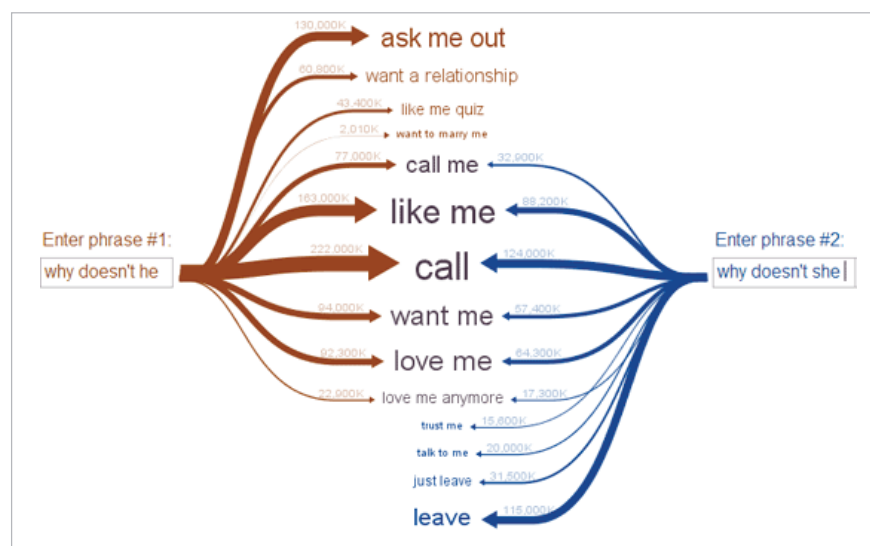 130,000K ask me out
60,800K want a relationship
43,400K like me quiz
2,010K want to marry me
77,000K call me 32,900K
163,000K like me 89,200K
Enter phrase #1: Enter phrase #2:
222,000K call 124,000K
why doesn't he why doesn't she
94,000K want me 57,400K
92,300K love me 64,300K
22,900K love me anymore 17,300K
trust me 15,600K
talk to me 20,000K
just leave 31,500K
leave 115,000K